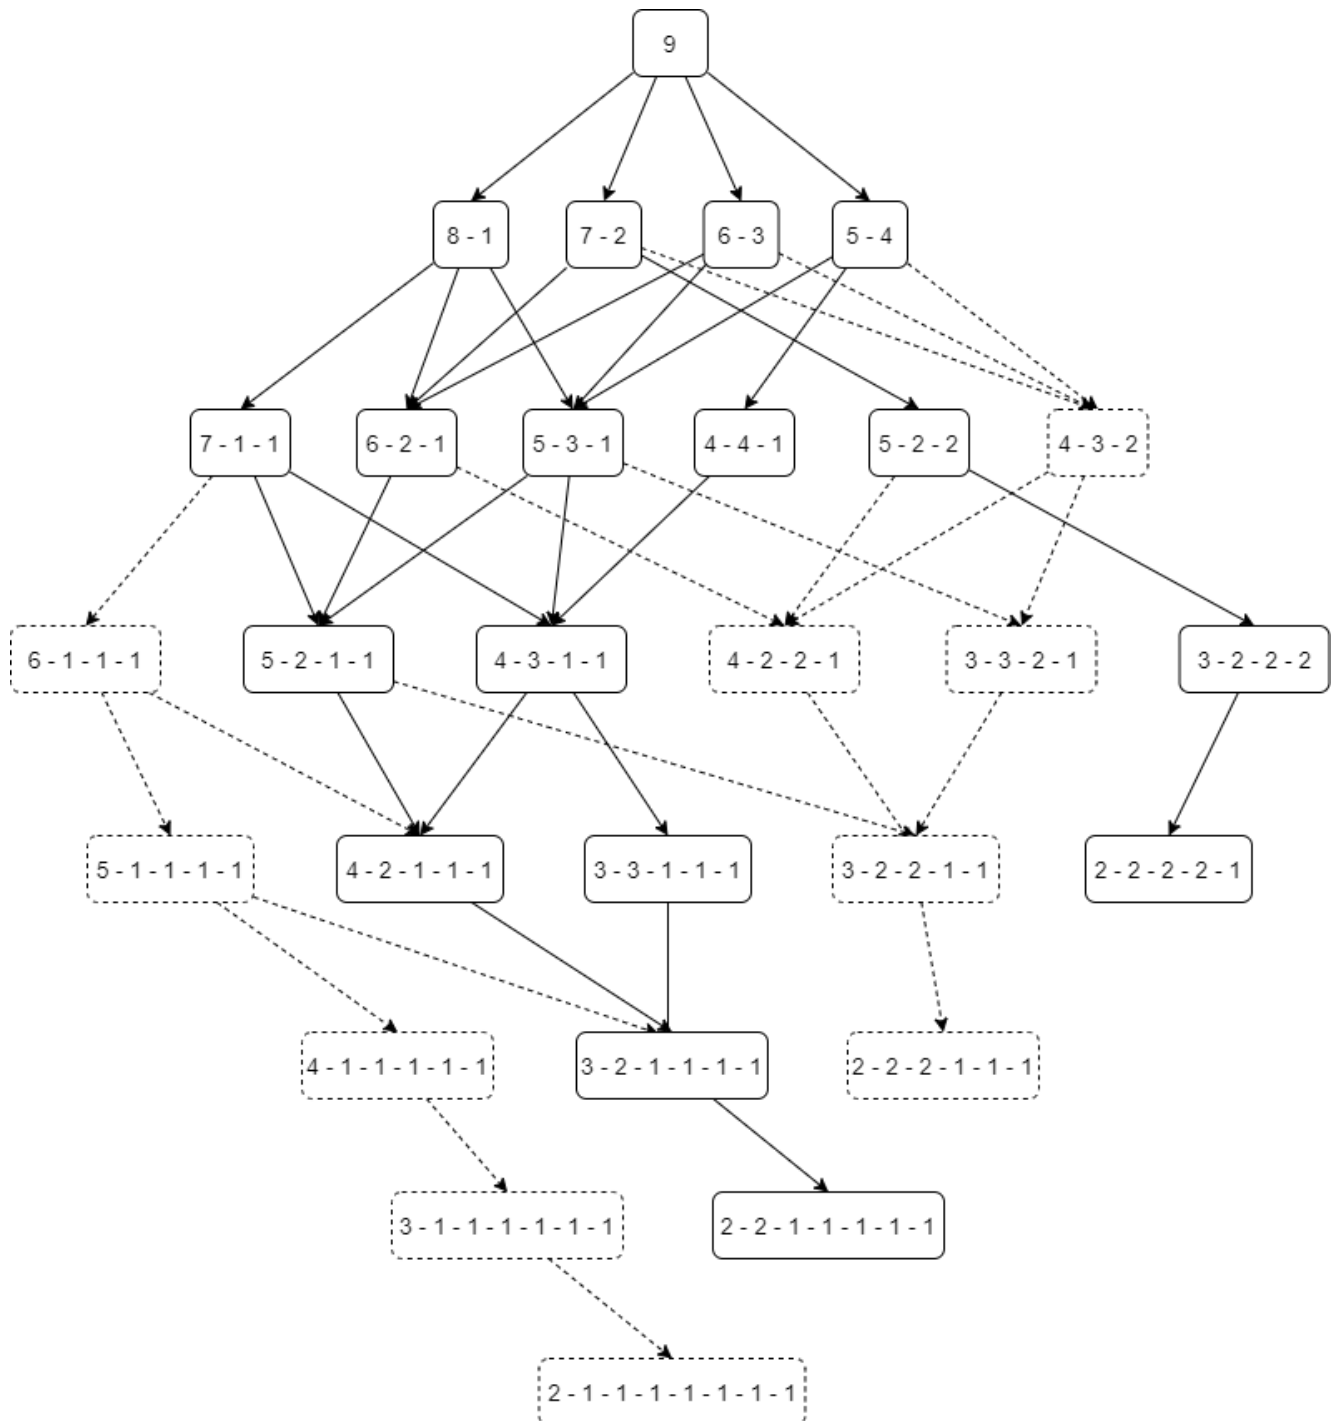 9
8 - 1
7 - 2
6 - 3
5 - 4
7 - 1 - 1
6 - 2 - 1
5 - 3 - 1
4 - 4 - 1
5 - 2 - 2
4 - 3 - 2
6 - 1 - 1 - 1
5 - 2 - 1 - 1
4 - 3 - 1 - 1
4 - 2 - 2 - 1
3 - 3 - 2 - 1
3 - 2 - 2 - 2
5 - 1 - 1 - 1 - 1
4 - 2 - 1 - 1 - 1
3 - 3 - 1 - 1 - 1
3 - 2 - 2 - 1 - 1
2 - 2 - 2 - 2 - 1
4 - 1 - 1 - 1 - 1 - 1
3 - 2 - 1 - 1 - 1 - 1
2 - 2 - 2 - 1 - 1 - 1
3 - 1 - 1 - 1 - 1 - 1 - 1
2 - 2 - 1 - 1 - 1 - 1 - 1
2 - 1 - 1 - 1 - 1 - 1 - 1 - 1